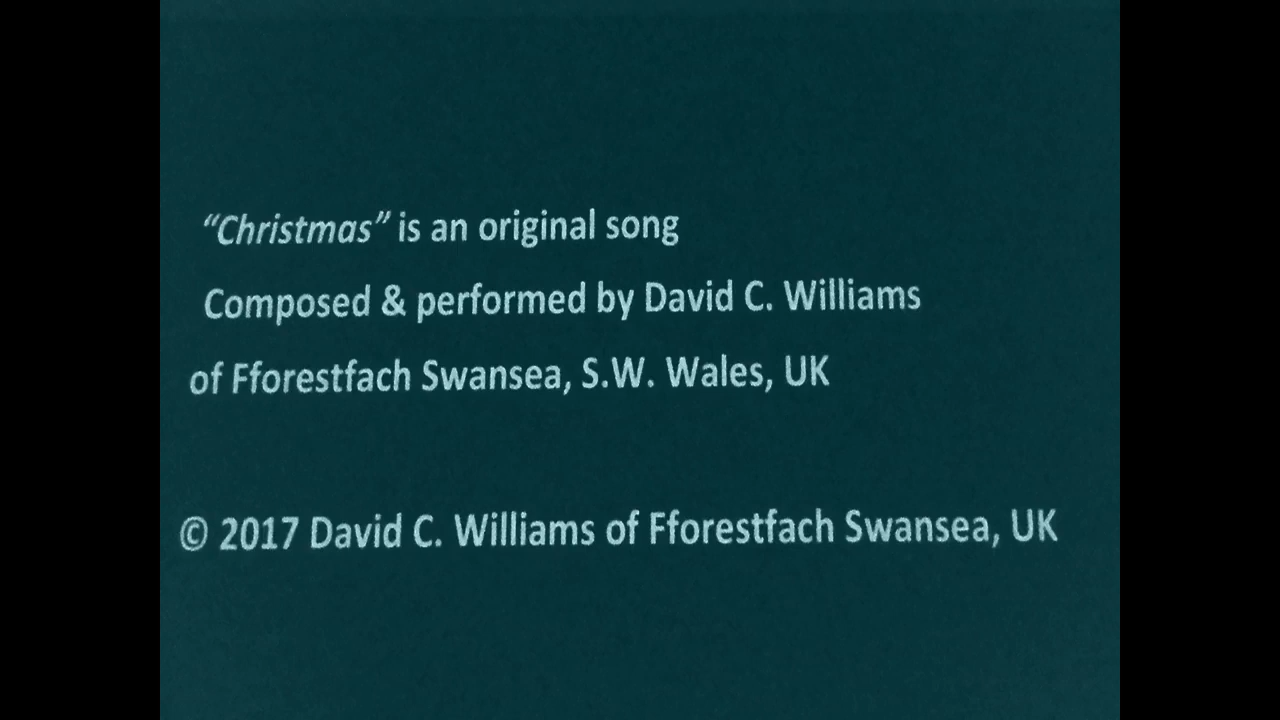 “Christmas” is an original song
Composed & performed by David C. Williams
of Fforestfach Swansea, S.W. Wales, UK
© 2017 David C. Williams of Fforestfach Swansea, UK